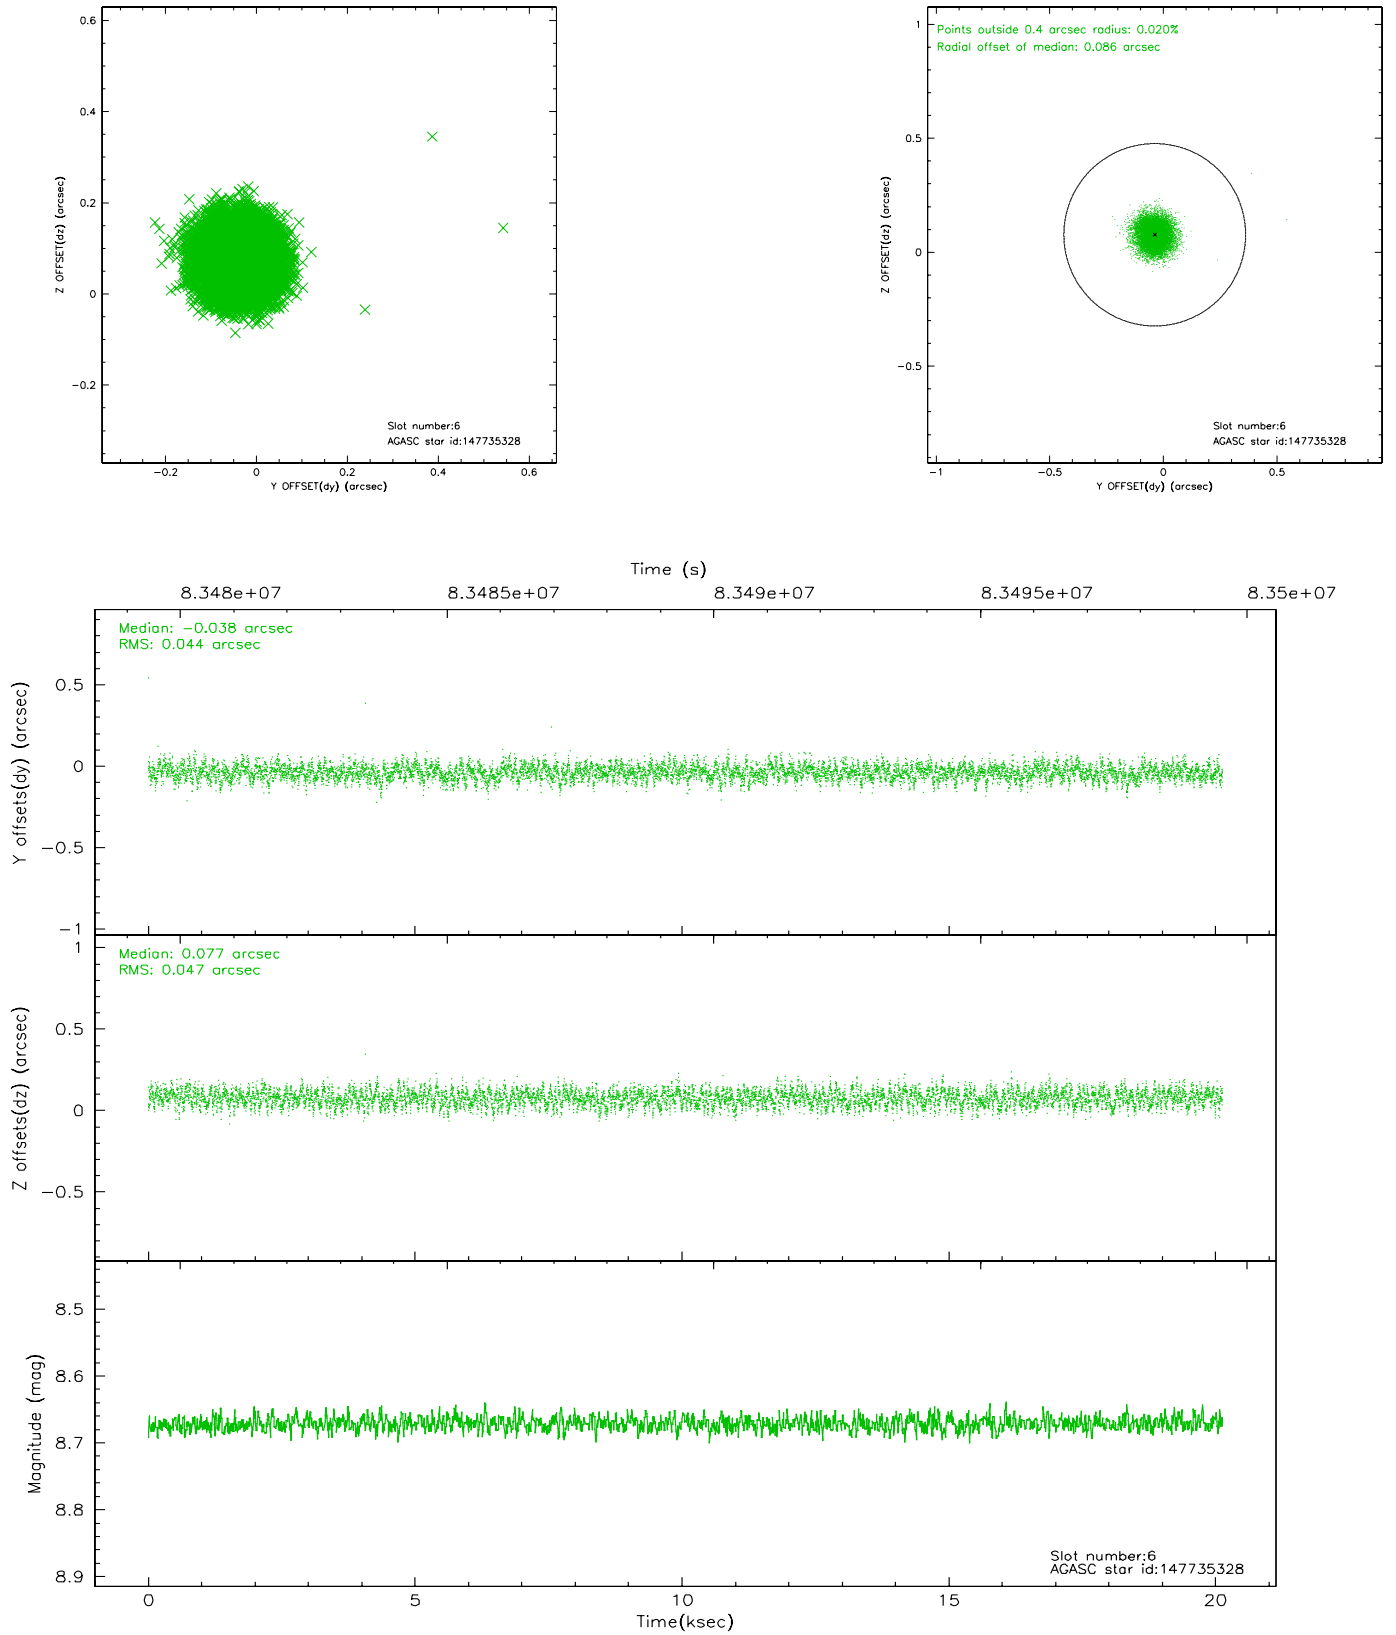 0.6
0.4
0.2
0
−0.2
Z OFFSET(dz) (arcsec)
Slot number:6
AGASC star id:147735328
−0.2 0 0.2 0.4 0.6
Y OFFSET(dy) (arcsec)
Points outside 0.4 arcsec radius: 0.020%
Radial offset of median: 0.086 arcsec
1
0.5
0
−0.5
Z OFFSET(dz) (arcsec)
Slot number:6
AGASC star id:147735328
−1 −0.5 0 0.5
Y OFFSET(dy) (arcsec)
Time (s)
8.348e+07 8.3485e+07 8.349e+07 8.3495e+07 8.35e+07
Median: −0.038 arcsec
RMS: 0.044 arcsec
0.5
0
−0.5
−1
Y offsets(dy) (arcsec)
Median: 0.077 arcsec
RMS: 0.047 arcsec
1
0.5
0
−0.5
Z offsets(dz) (arcsec)
8.5
8.6
8.7
8.8
8.9
Magnitude (mag)
Slot number:6
AGASC star id:147735328
0 5 10 15 20
Time(ksec)